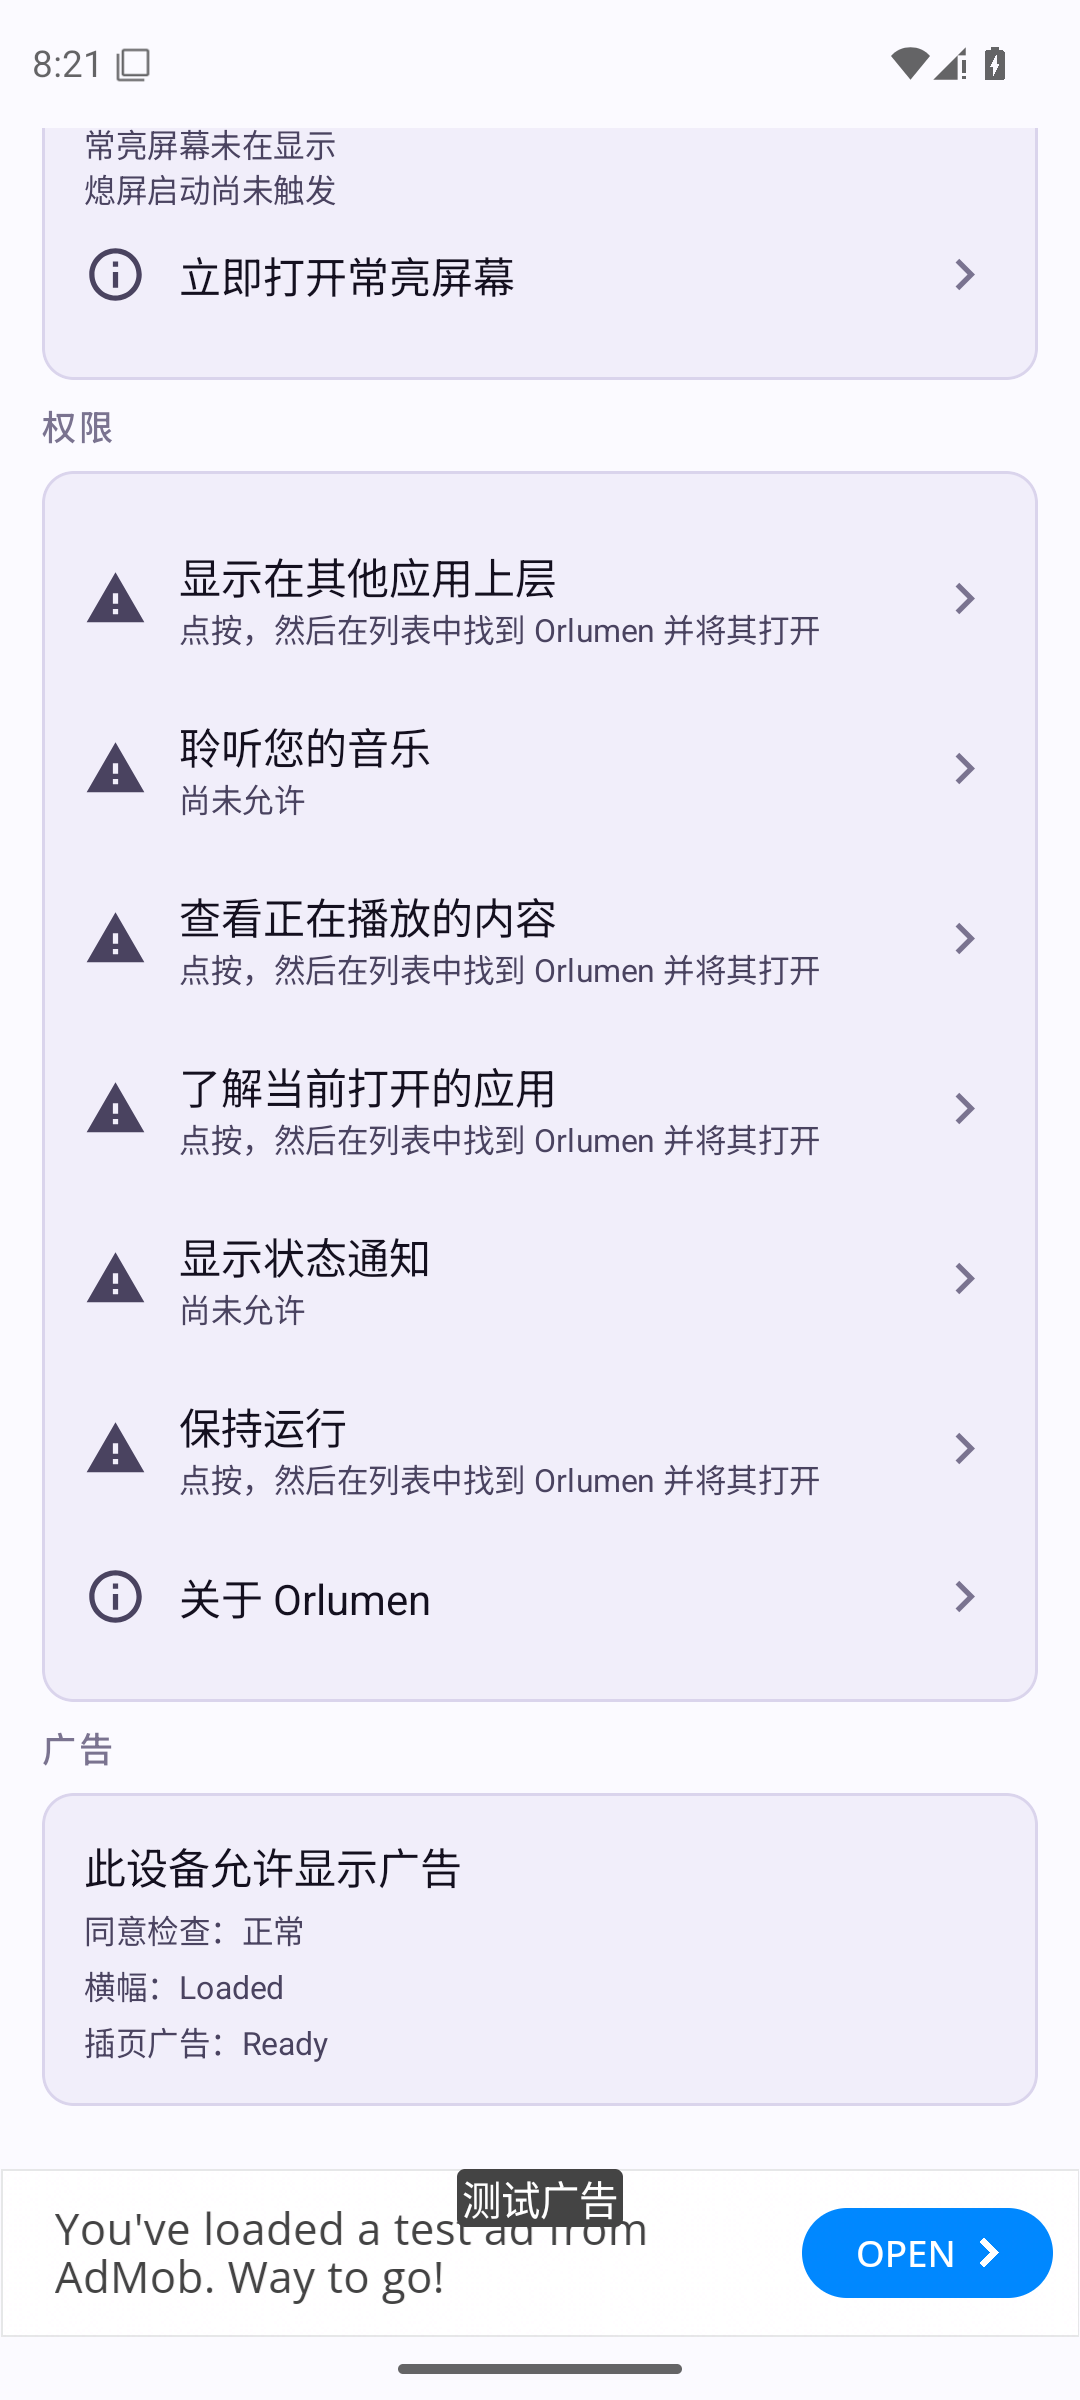 8:21
常亮屏幕未在显示
熄屏启动尚未触发
立即打开常亮屏幕
权限
显示在其他应用上层
点按，然后在列表中找到 Orlumen 并将其打开
聆听您的音乐
尚未允许
查看正在播放的内容
点按，然后在列表中找到 Orlumen 并将其打开
了解当前打开的应用
点按，然后在列表中找到 Orlumen 并将其打开
显示状态通知
尚未允许
保持运行
点按，然后在列表中找到 Orlumen 并将其打开
关于 Orlumen
广告
此设备允许显示广告
同意检查：正常
横幅：Loaded
插页广告：Ready
测试广告
You've loaded a test ad from
AdMob. Way to go!
OPEN